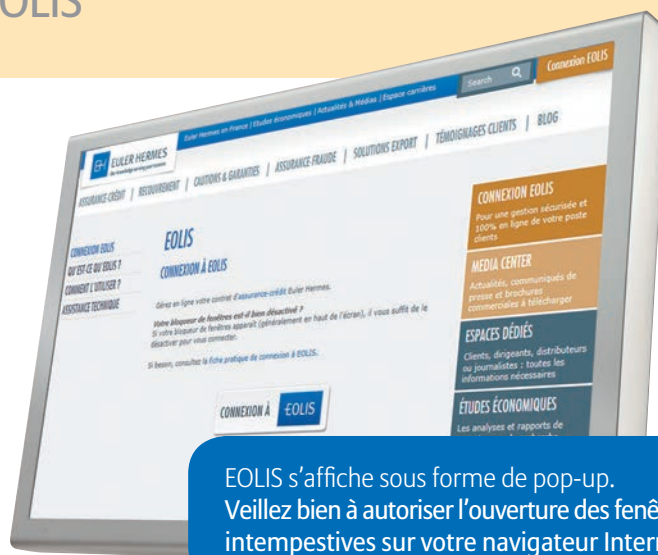 EOLIS
Connexion EOLIS
Search
Euler Hermes en France | Etudes économiques | Actualités & Médias | Espace carrières
EH EULER HERMES
ASSURANCE CRÉDIT | RECOUVREMENT | CAUTIONS & GARANTIES | ASSURANCE FRAUDE | SOLUTIONS EXPORT | TÉMOIGNAGES CLIENTS | BLOG
CONNEXION EOLIS
QU'EST-CE QU'EOLIS ?
COMMENT L'UTILISER ?
ASSISTANCE TECHNIQUE
EOLIS
CONNEXION À EOLIS
Gérez en ligne votre contrat d'assurance-crédit Euler Hermes.
Votre bloqueur de fenêtres est-il bien désactivé ?
Si votre bloqueur de fenêtres apparaît (généralement en haut de l'écran), il vous suffit de le
désactiver pour vous connecter.
Si besoin, consultez la fiche pratique de connexion à EOLIS.
CONNEXION À EOLIS
CONNEXION EOLIS
Pour une gestion sécurisée et
100% en ligne de votre poste
clients
MEDIA CENTER
Actualités, communiqués de
presse et brochures
commerciales à télécharger
ESPACES DÉDIÉS
Clients, dirigeants, distributeurs
ou journalistes : toutes les
informations nécessaires
ÉTUDES ÉCONOMIQUES
Les analyses et rapports de
EOLIS s'affiche sous forme de pop-up.
Veillez bien à autoriser l'ouverture des fenê
intempestives sur votre navigateur Intern